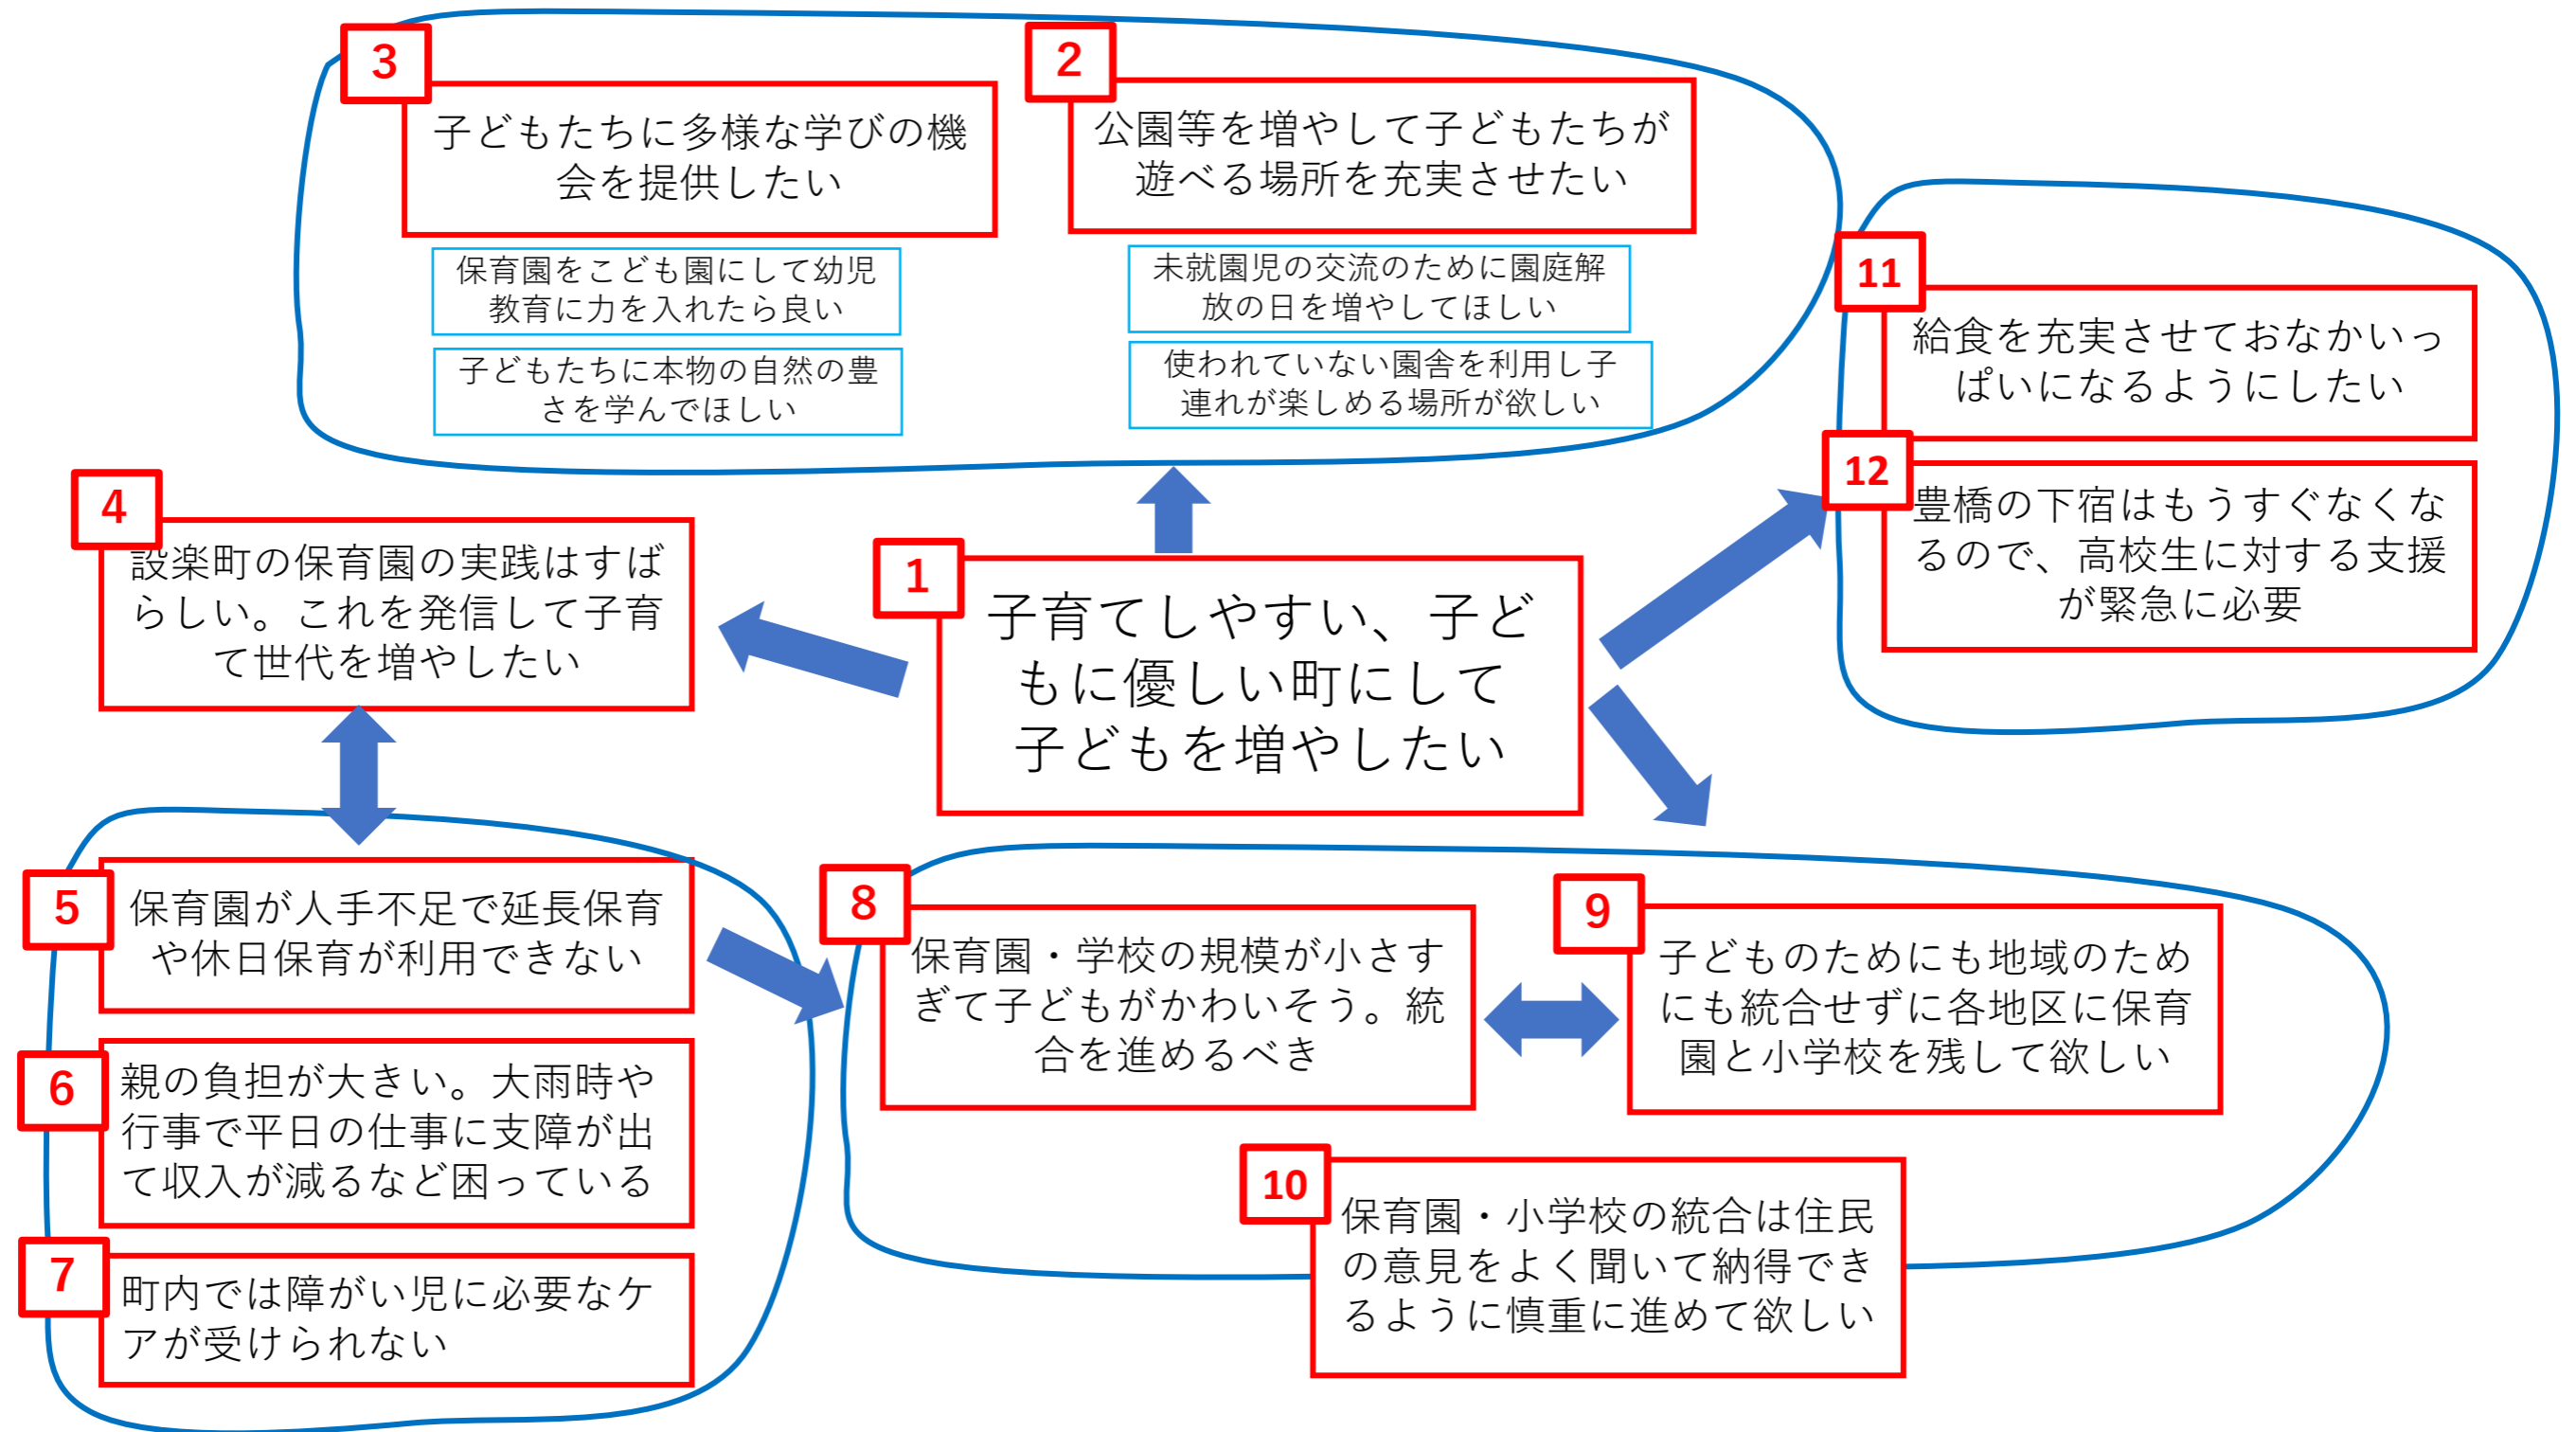 3
子どもたちに多様な学びの機
会を提供したい
保育園をこども園にして幼児
教育に力を入れたら良い
子どもたちに本物の自然の豊
さを学んでほしい
2
公園等を増やして子どもたちが
遊べる場所を充実させたい
未就園児の交流のために園庭解
放の日を増やしてほしい
使われていない園舎を利用し子
連れが楽しめる場所が欲しい
11
給食を充実させておなかいっ
ぱいになるようにしたい
12
豊橋の下宿はもうすぐなくな
るので、高校生に対する支援
が緊急に必要
4
設楽町の保育園の実践はすば
らしい。これを発信して子育
て世代を増やしたい
1
子育てしやすい、子ど
もに優しい町にして
子どもを増やしたい
5
保育園が人手不足で延長保育
や休日保育が利用できない
6
親の負担が大きい。大雨時や
行事で平日の仕事に支障が出
て収入が減るなど困っている
7
町内では障がい児に必要なケ
アが受けられない
8
保育園・学校の規模が小さす
ぎて子どもがかわいそう。統
合を進めるべき
9
子どものためにも地域のため
にも統合せずに各地区に保育
園と小学校を残して欲しい
10
保育園・小学校の統合は住民
の意見をよく聞いて納得でき
るように慎重に進めて欲しい